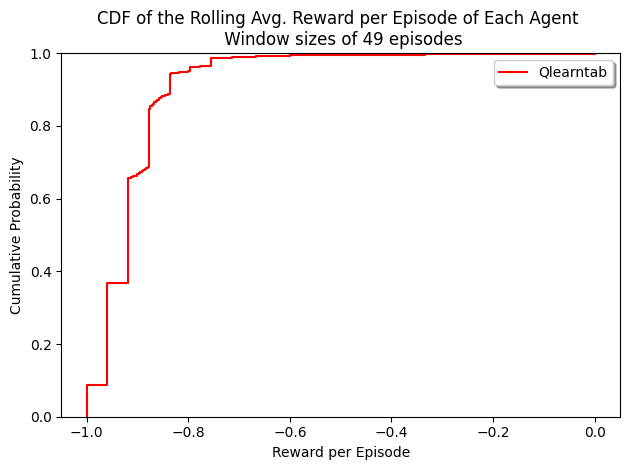 CDF of the Rolling Avg. Reward per Episode of Each Agent
Window sizes of 49 episodes
Qlearntab
Cumulative Probability
1.0
0.8
0.6
0.4
0.2
0.0
−1.0 −0.8 −0.6 −0.4 −0.2 0.0
Reward per Episode